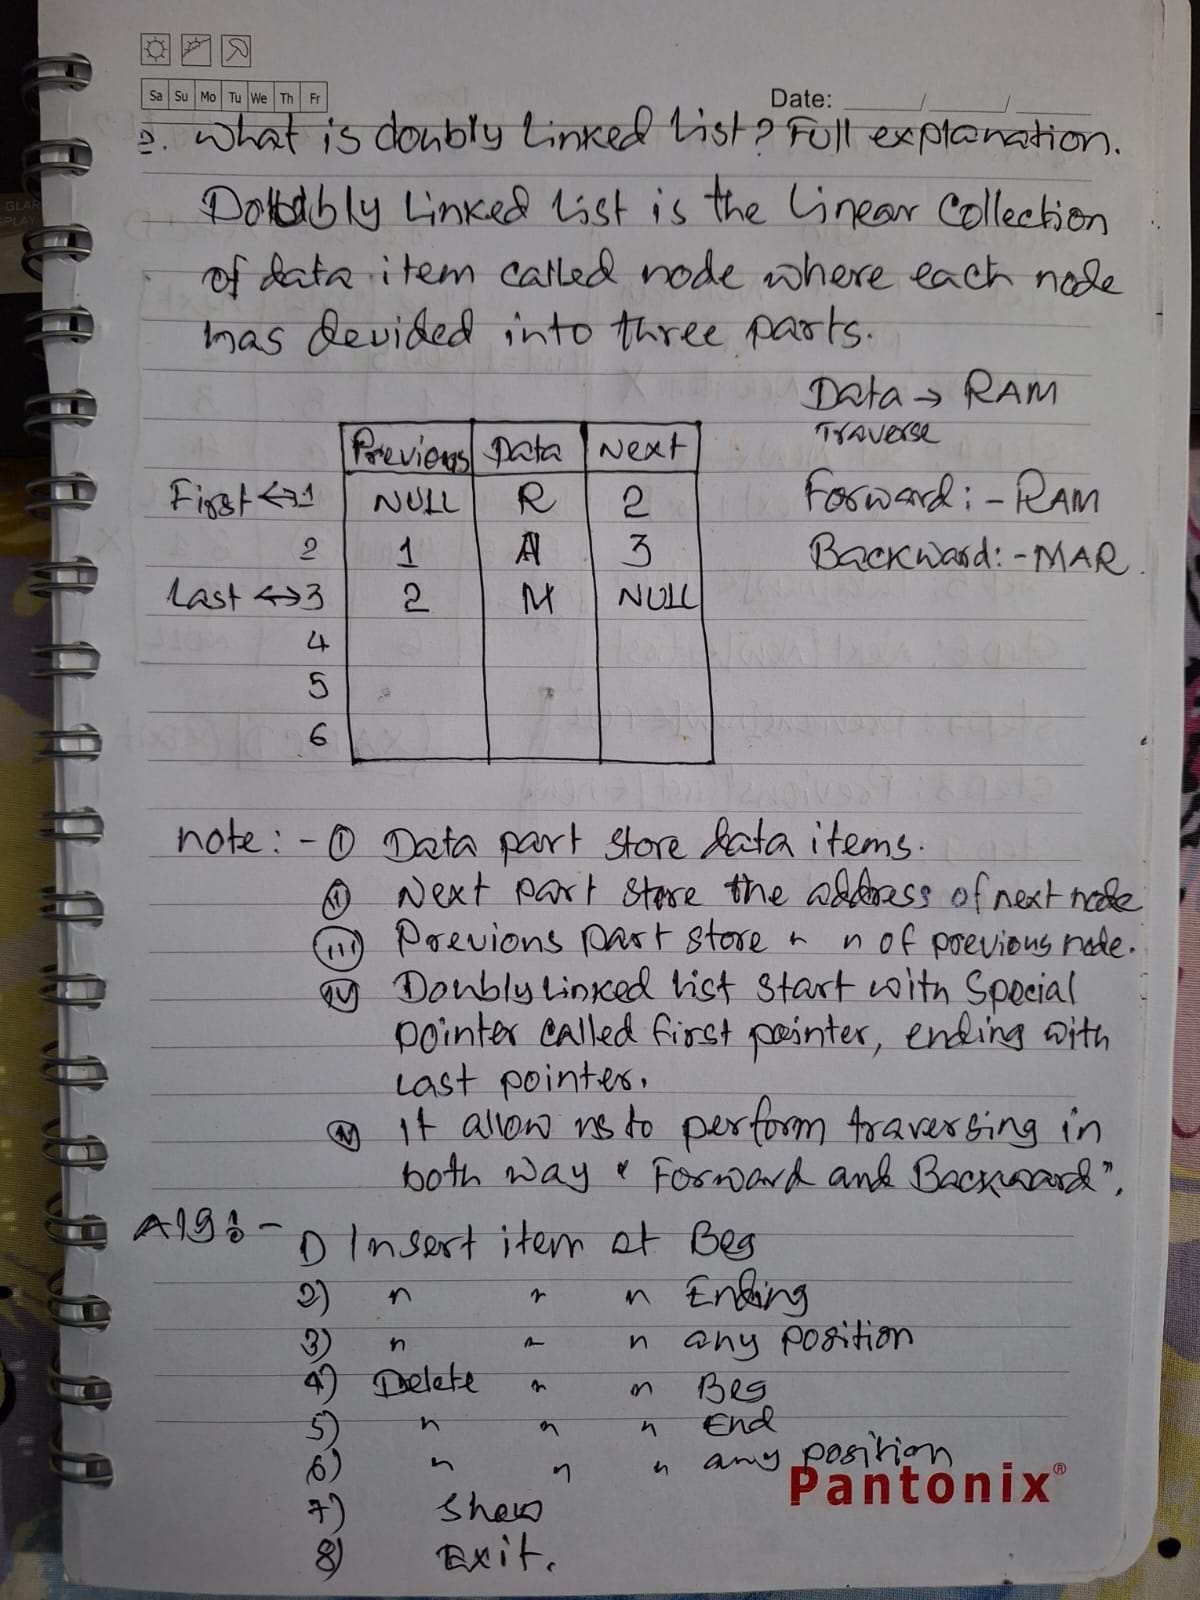 Sa Su Mo Tu We Th Fr
Date: ___/___/___
2. What is doubly Linked List? Full explanation.
Doubly Linked List is the Linear Collection
of data item called node where each node
has devided into three parts.
Data → RAM
Traverse
Forward: - RAM
Backward: - MAR.
Previous Data Next
First ↔ 1 NULL R 2
2 1 A 3
Last ↔ 3 2 M NULL
4
5
6
note: - (i) Data part store data items.
(ii) Next part store the address of next node
(iii) Previous part store " " of previous node.
(iv) Doubly Linked list start with Special
pointer called first pointer, ending with
Last pointer.
(v) it allow us to perform traversing in
both way "Forward and Backward".
Alg: - 1) Insert item at Beg
2) " " " Ending
3) " " " any position
4) Delete " " Beg
5) " " " End
6) " " " any position
7) Show
8) Exit.
Pantonix®